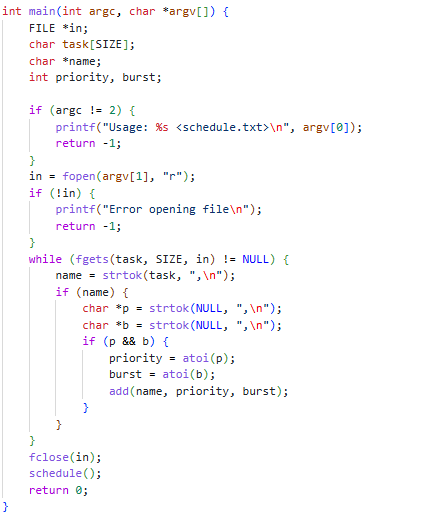 int main(int argc, char *argv[]) {
    FILE *in;
    char task[SIZE];
    char *name;
    int priority, burst;

    if (argc != 2) {
        printf("Usage: %s <schedule.txt>\n", argv[0]);
        return -1;
    }
    in = fopen(argv[1], "r");
    if (!in) {
        printf("Error opening file\n");
        return -1;
    }
    while (fgets(task, SIZE, in) != NULL) {
        name = strtok(task, ",\n");
        if (name) {
            char *p = strtok(NULL, ",\n");
            char *b = strtok(NULL, ",\n");
            if (p && b) {
                priority = atoi(p);
                burst = atoi(b);
                add(name, priority, burst);
            }
        }
    }
    fclose(in);
    schedule();
    return 0;
}